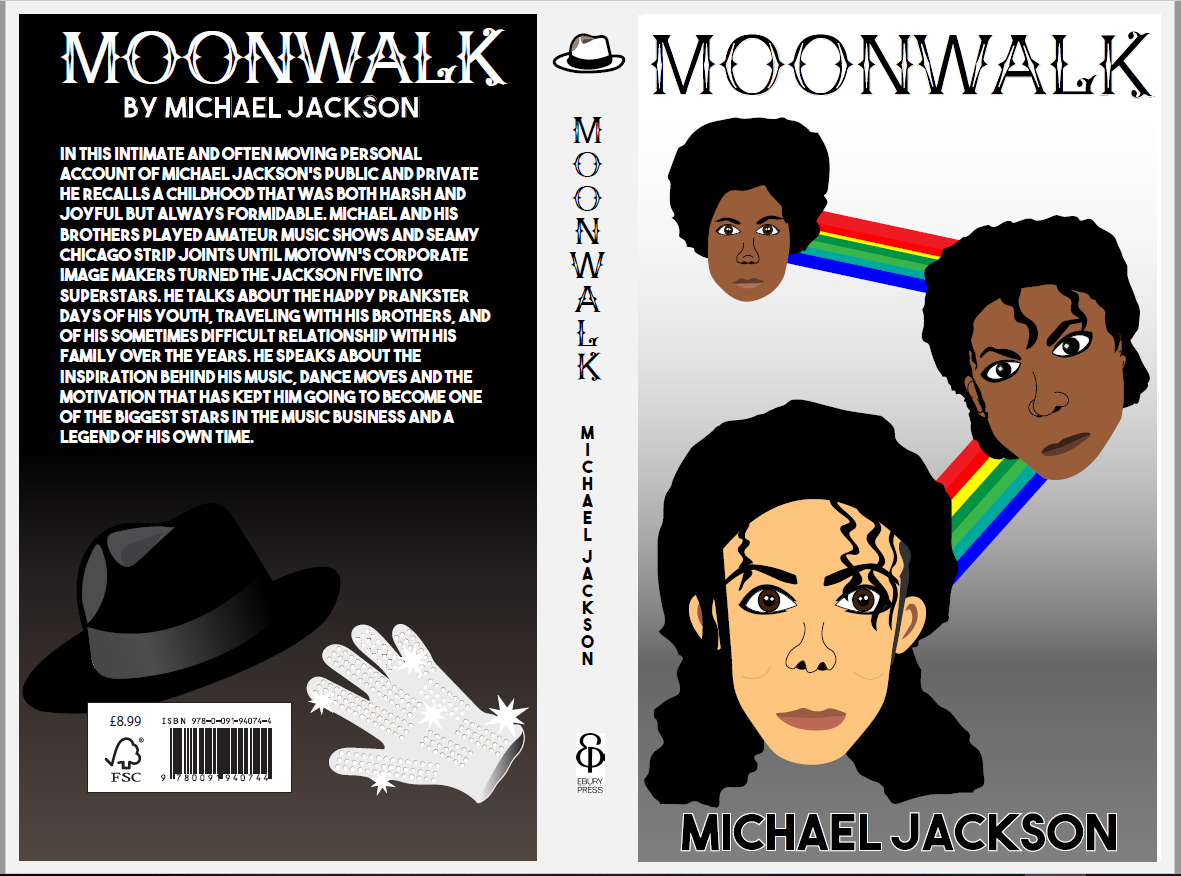 MOONWALK
BY MICHAEL JACKSON
IN THIS INTIMATE AND OFTEN MOVING PERSONAL
ACCOUNT OF MICHAEL JACKSON'S PUBLIC AND PRIVATE
HE RECALLS A CHILDHOOD THAT WAS BOTH HARSH AND
JOYFUL BUT ALWAYS FORMIDABLE. MICHAEL AND HIS
BROTHERS PLAYED AMATEUR MUSIC SHOWS AND SEAMY
CHICAGO STRIP JOINTS UNTIL MOTOWN'S CORPORATE
IMAGE MAKERS TURNED THE JACKSON FIVE INTO
SUPERSTARS. HE TALKS ABOUT THE HAPPY PRANKSTER
DAYS OF HIS YOUTH, TRAVELING WITH HIS BROTHERS, AND
OF HIS SOMETIMES DIFFICULT RELATIONSHIP WITH HIS
FAMILY OVER THE YEARS. HE SPEAKS ABOUT THE
INSPIRATION BEHIND HIS MUSIC, DANCE MOVES AND THE
MOTIVATION THAT HAS KEPT HIM GOING TO BECOME ONE
OF THE BIGGEST STARS IN THE MUSIC BUSINESS AND A
LEGEND OF HIS OWN TIME.
£8.99
ISBN 978-0-091-94074-4
FSC
®
9 780091 940744
MOONWALK
MICHAEL JACKSON
EBURY
PRESS
MOONWALK
MICHAEL JACKSON